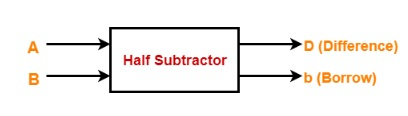 A
D (Difference)
Half Subtractor
B
b (Borrow)